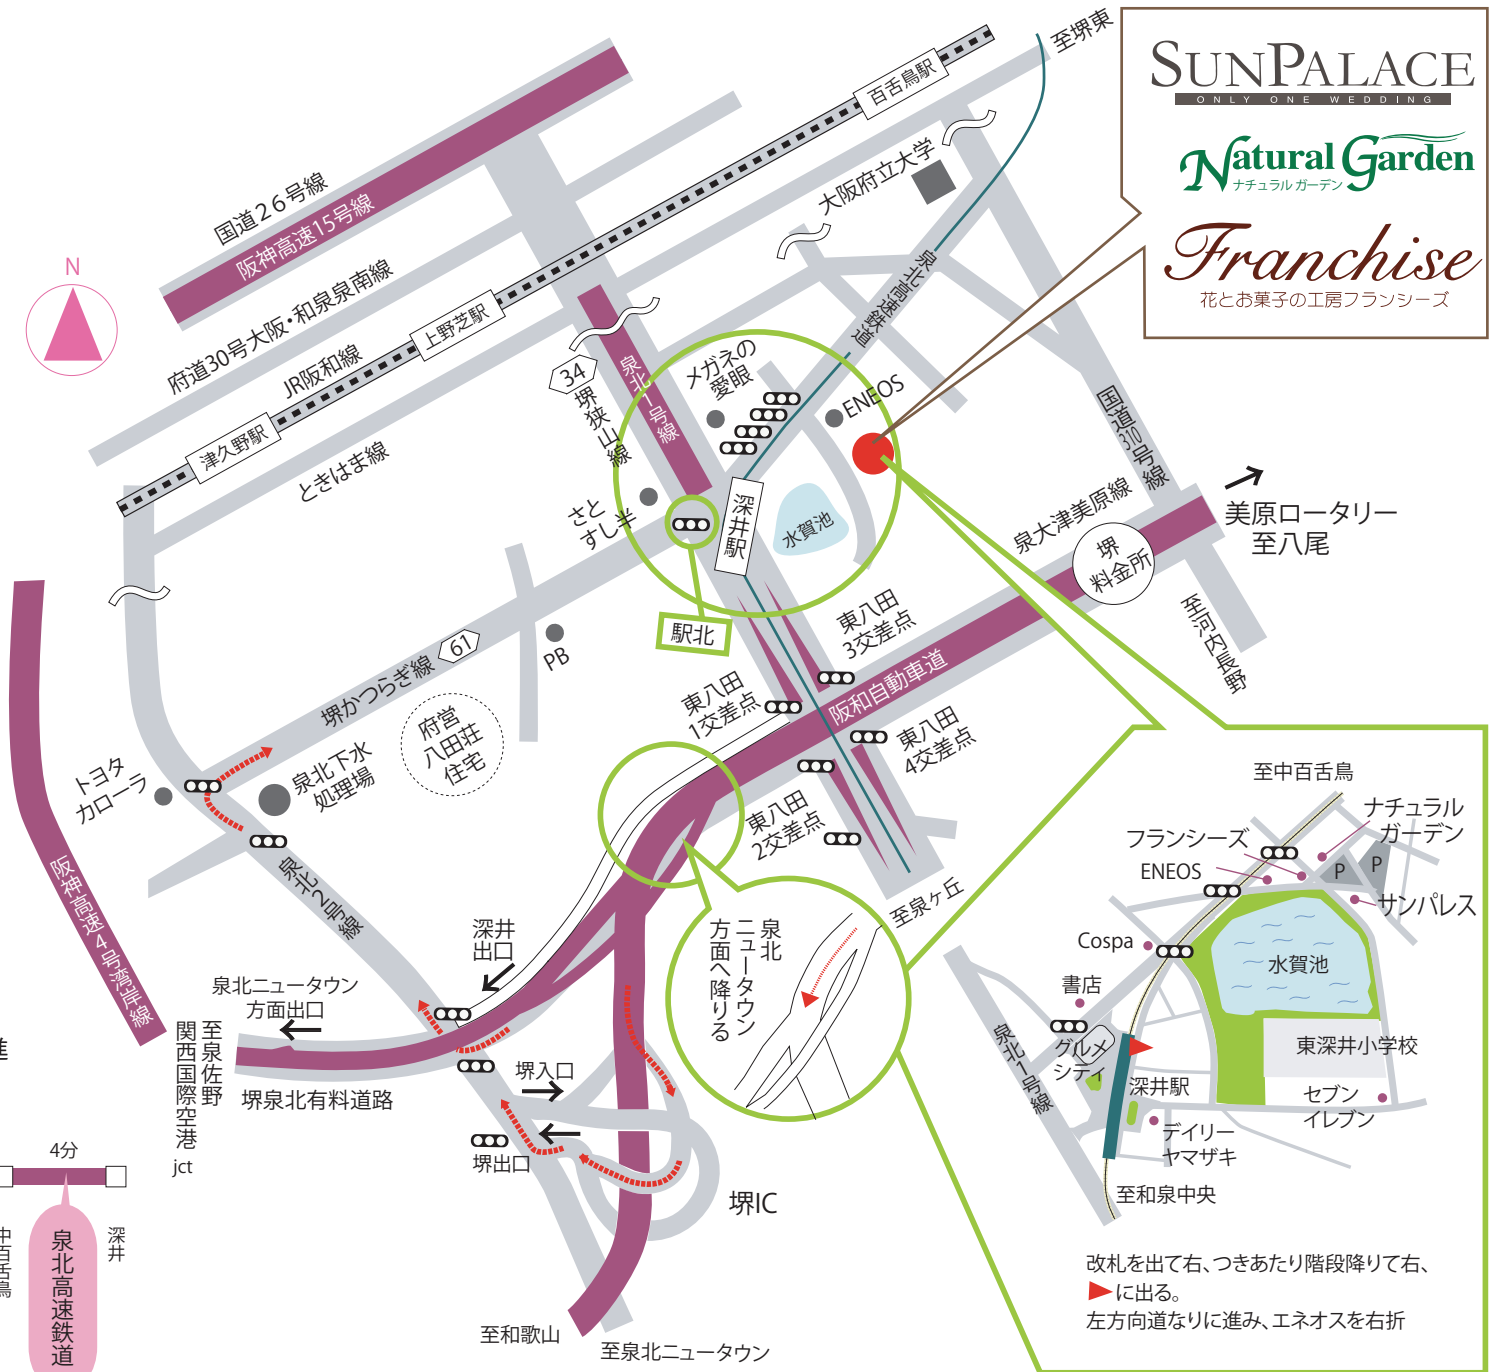 SUNPALACE
ONLY ONE WEDDING
Natural Garden
ナチュラル ガーデン
Franchise
花とお菓子の工房フランシーズ
至堺東
百舌鳥駅
大阪府立大学
国道26号線
阪神高速15号線
N
府道30号大阪・和泉泉南線
上野芝駅
JR阪和線
津久野駅
ときはま線
34
堺狭山線
泉北1号線
泉北高速鉄道
メガネの
愛眼
ENEOS
国道310号線
さと
すし半
深井駅
水賀池
泉大津美原線
堺
料金所
美原ロータリー
至八尾
至河内長野
駅北
PB
61
堺かつらぎ線
東八田
3交差点
東八田
1交差点
阪和自動車道
東八田
4交差点
東八田
2交差点
府営
八田荘
住宅
泉北下水
処理場
トヨタ
カローラ
泉北2号線
阪神高速4号湾岸線
至泉ヶ丘
深井
出口
泉北
ニュータウン
方面へ降りる
泉北ニュータウン
方面出口
至泉佐野
関西国際空港
jct
堺泉北有料道路
堺入口
堺出口
堺IC
至和歌山
至泉北ニュータウン
進
4分
中百舌鳥
深井
泉北高速鉄道
至中百舌鳥
ナチュラル
ガーデン
フランシーズ
ENEOS
P
P
サンパレス
Cospa
水賀池
書店
グルメ
シティ
東深井小学校
深井駅
セブン
イレブン
デイリー
ヤマザキ
泉北1号線
至和泉中央
改札を出て右、つきあたり階段降りて右、
に出る。
左方向道なりに進み、エネオスを右折